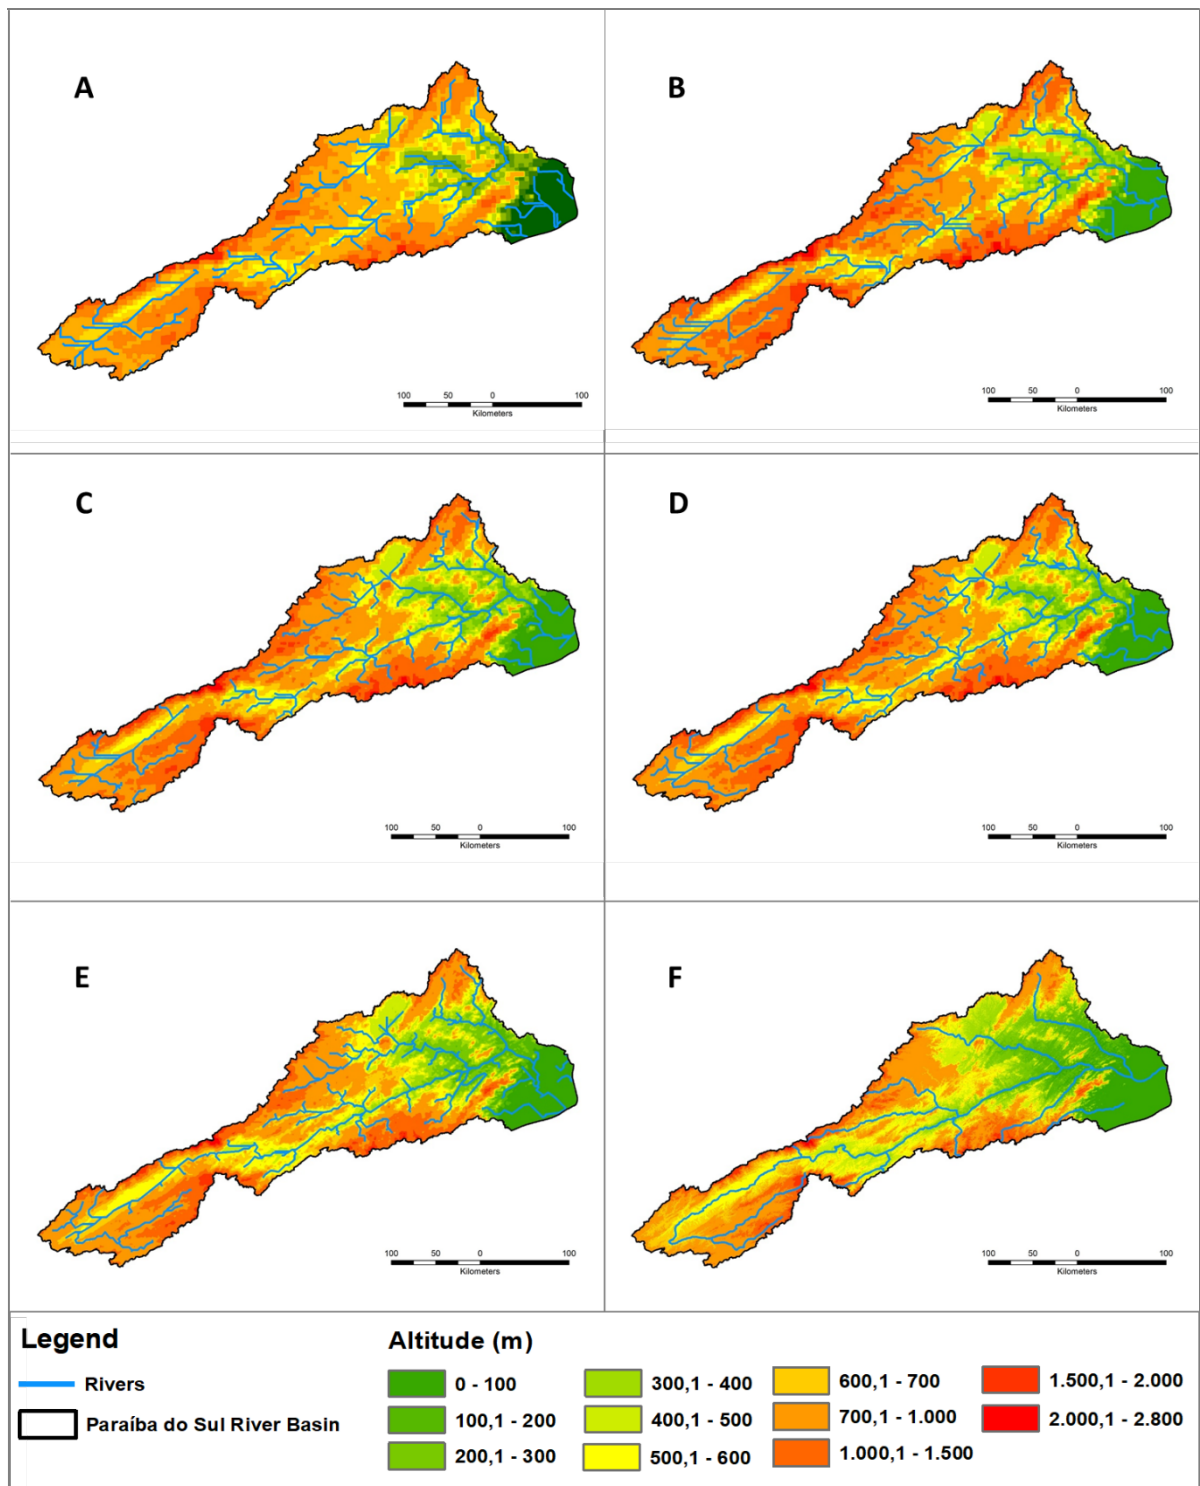 A
B
100 50 0 100
Kilometers
100 50 0 100
Kilometers
C
D
100 50 0 100
Kilometers
100 50 0 100
Kilometers
E
F
100 50 0 100
Kilometers
100 50 0 100
Kilometers
Legend
Rivers
Paraíba do Sul River Basin
Altitude (m)
0 - 100
100,1 - 200
200,1 - 300
300,1 - 400
400,1 - 500
500,1 - 600
600,1 - 700
700,1 - 1.000
1.000,1 - 1.500
1.500,1 - 2.000
2.000,1 - 2.800